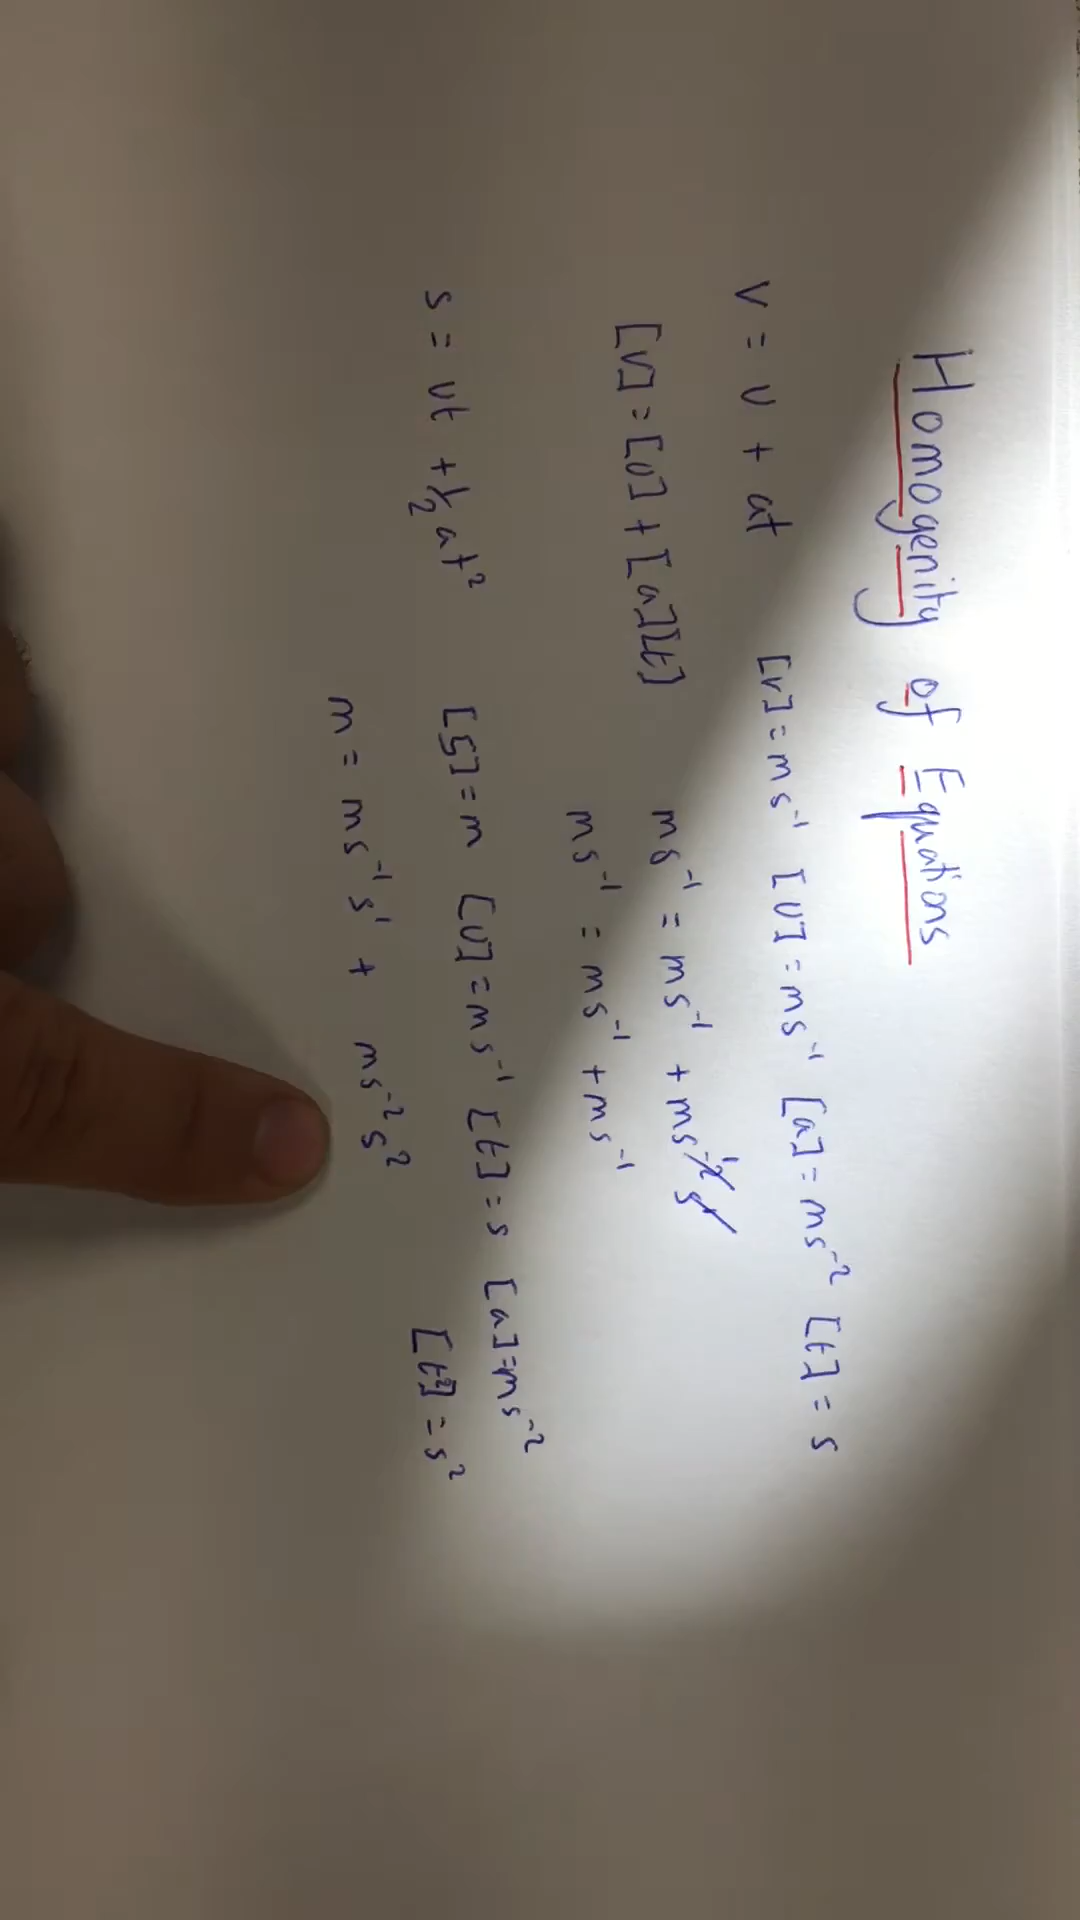 Homogenity of Equations
v = u + at [v] = ms⁻¹ [u] = ms⁻¹ [a] = ms⁻² [t] = s
[v] = [u] + [a][t] ms⁻¹ = ms⁻¹ + ms⁻²s
ms⁻¹ = ms⁻¹ + ms⁻¹
s = ut + ½at² [s] = m [u] = ms⁻¹ [t] = s [a] = ms⁻²
[t²] = s²
m = ms⁻¹s¹ + ms⁻²s²